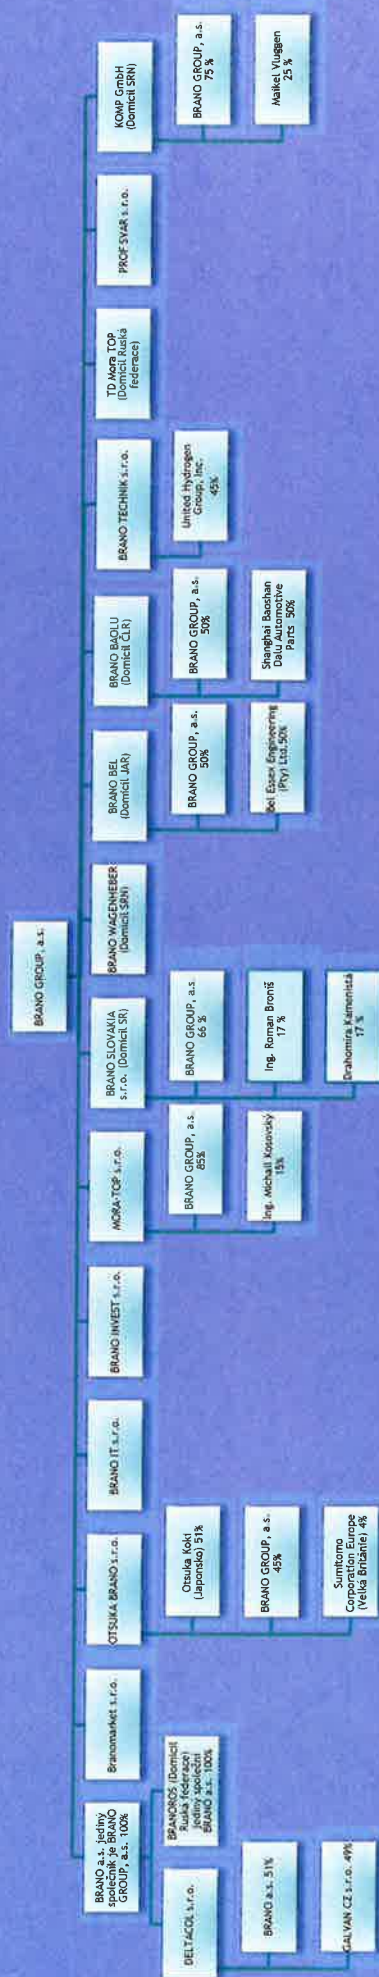 BRANO GROUP, a.s.
BRANO a.s. jediný
společník je BRANO
GROUP, a.s. 100%
DELTACOL s.r.o.
BRANO a.s. 51%
GALVAN CZ s.r.o. 49%
BRANOROS (Domicil
Ruská federace)
jediný společní
BRANO a.s. 100%
Branomarket s.r.o.
OTSUKA BRANO s.r.o.
Otsuka Koki
(Japonsko) 51%
BRANO GROUP, a.s.
45%
Sumitomo
Corporation Europe
(Velká Británie) 4%
BRANO IT s.r.o.
BRANO INVEST s.r.o.
MORA-TOP s.r.o.
BRANO GROUP, a.s.
85%
Ing. Michail Kosovský
15%
BRANO SLOVAKIA
s.r.o. (Domicil SR)
BRANO GROUP, a.s.
66 %
Ing. Roman Broniš
17 %
Drahomíra Kamenistá
17 %
BRANO WAGENHEBER
(Domicil SRN)
BRANO BEL
(Domicil JAR)
BRANO GROUP, a.s.
50%
Bel Essex Engineering
(Pty) Ltd.50%
BRANO BAOLU
(Domicil ČLR)
BRANO GROUP, a.s.
50%
Shanghai Baoshan
Dalu Automotive
Parts 50%
BRANO TECHNIK s.r.o.
United Hydrogen
Group, Inc.
45%
TD Mora TOP
(Domicil Ruská
federace)
PROF SVAR s.r.o.
KOMP GmbH
(Domicil SRN)
BRANO GROUP, a.s.
75 %
Maikel Vluggen
25 %